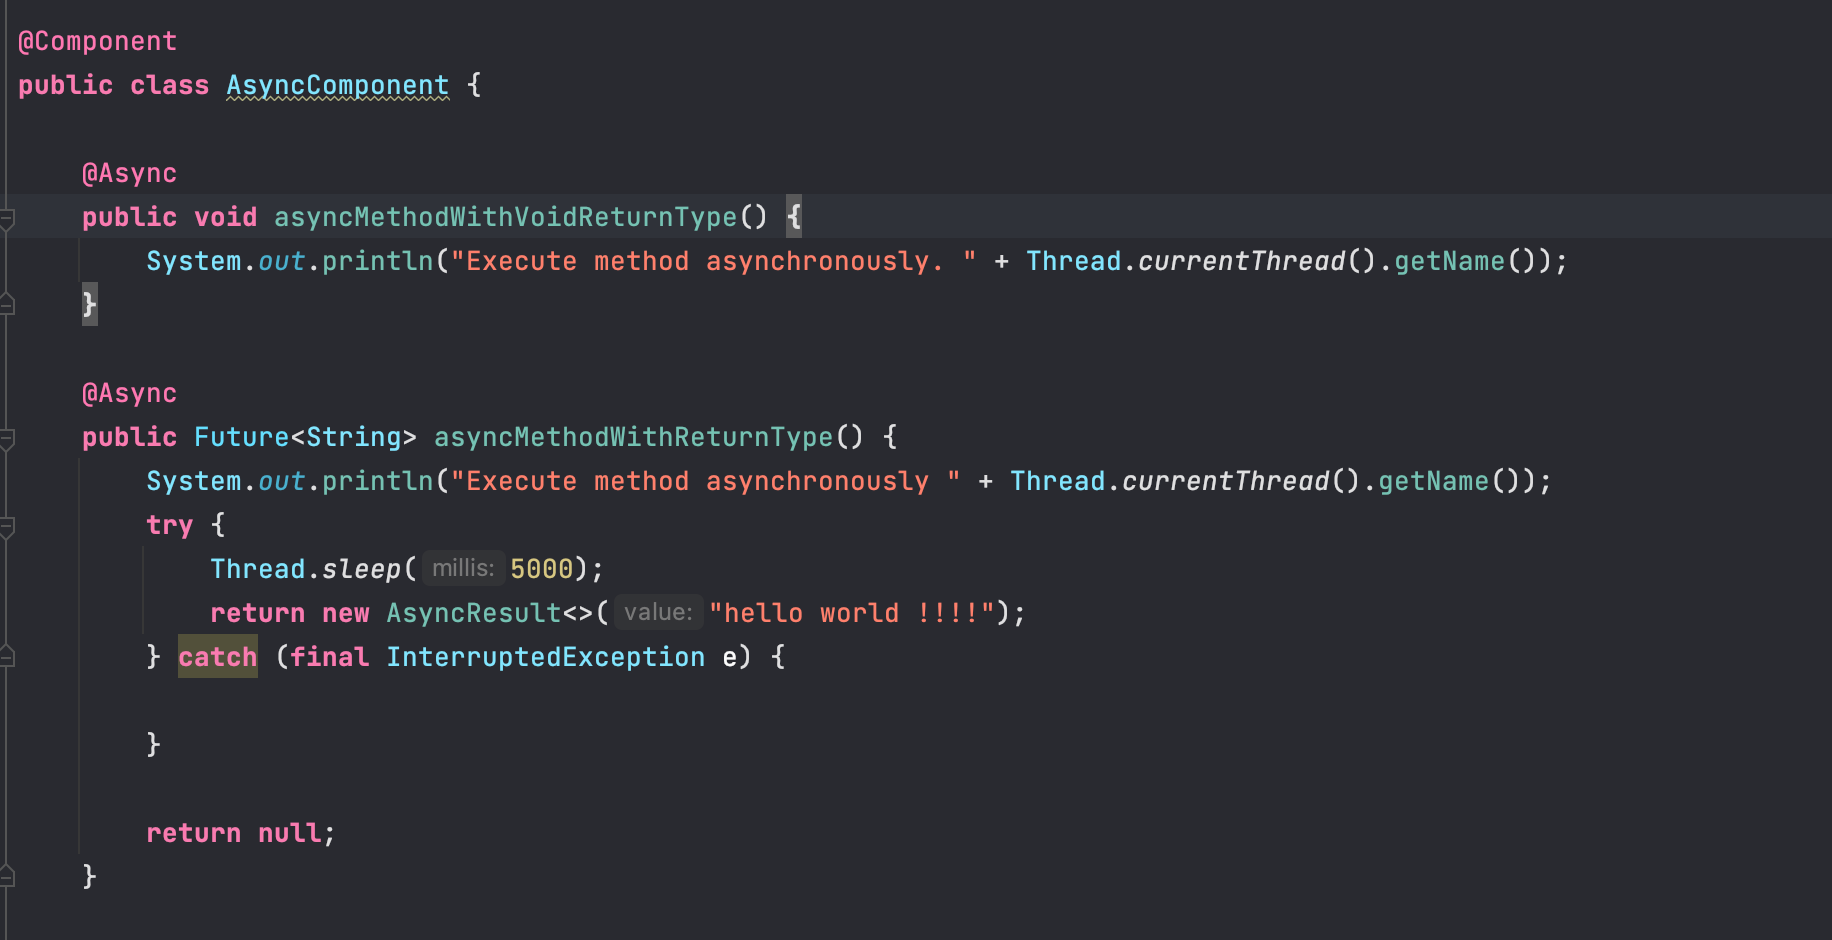 @Component
public class AsyncComponent {
@Async
public void asyncMethodWithVoidReturnType() {
System.out.println("Execute method asynchronously. " + Thread.currentThread().getName());
}
@Async
public Future<String> asyncMethodWithReturnType() {
System.out.println("Execute method asynchronously " + Thread.currentThread().getName());
try {
Thread.sleep( millis: 5000);
return new AsyncResult<>( value: "hello world !!!!");
} catch (final InterruptedException e) {
}
return null;
}